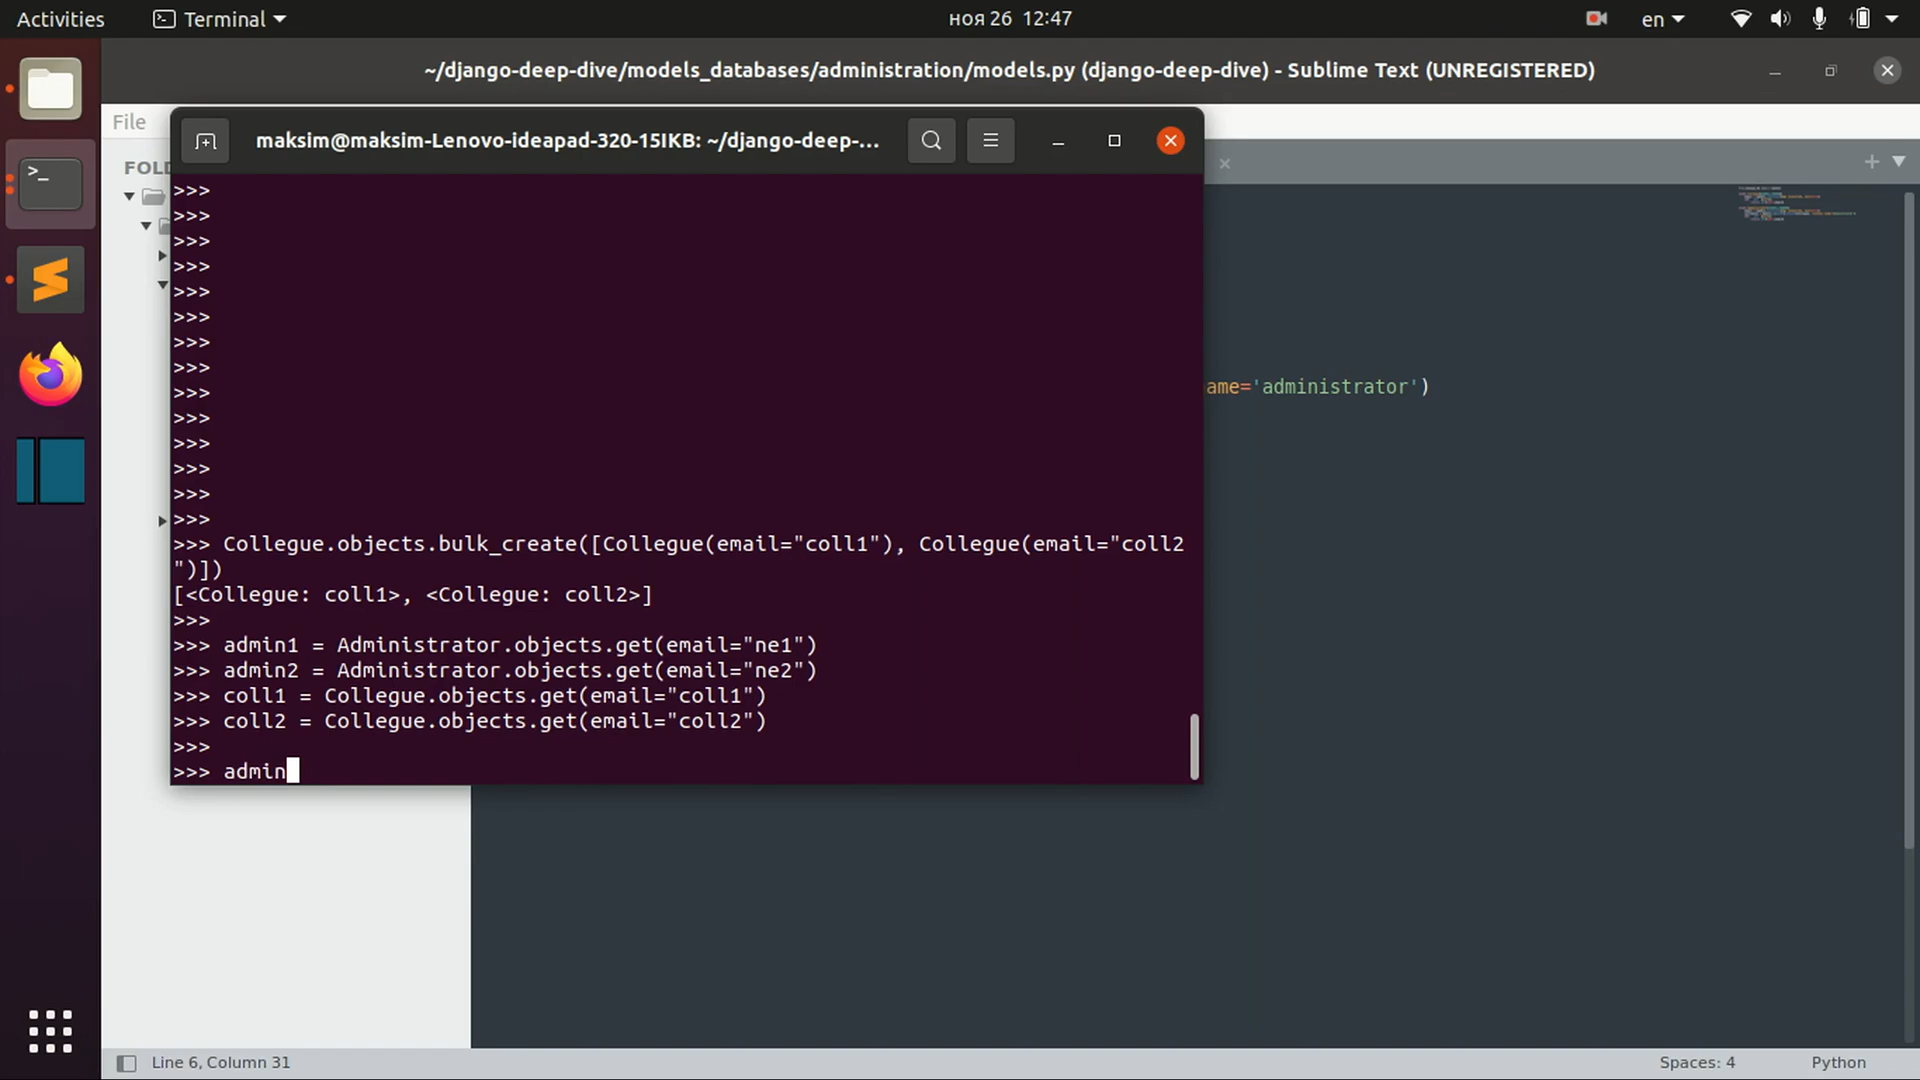 Activities
Terminal
ноя 26 12:47
en
~/django-deep-dive/models_databases/administration/models.py (django-deep-dive) - Sublime Text (UNREGISTERED)
File
maksim@maksim-Lenovo-ideapad-320-15IKB: ~/django-deep-...
FOLD
>>>
>>>
>>>
>>>
>>>
>>>
>>>
>>>
ame='administrator')
>>>
>>>
>>>
>>>
>>>
>>>
>>> Collegue.objects.bulk_create([Collegue(email="coll1"), Collegue(email="coll2
")])
[<Collegue: coll1>, <Collegue: coll2>]
>>>
>>> admin1 = Administrator.objects.get(email="ne1")
>>> admin2 = Administrator.objects.get(email="ne2")
>>> coll1 = Collegue.objects.get(email="coll1")
>>> coll2 = Collegue.objects.get(email="coll2")
>>>
>>> admin
Line 6, Column 31
Spaces: 4
Python